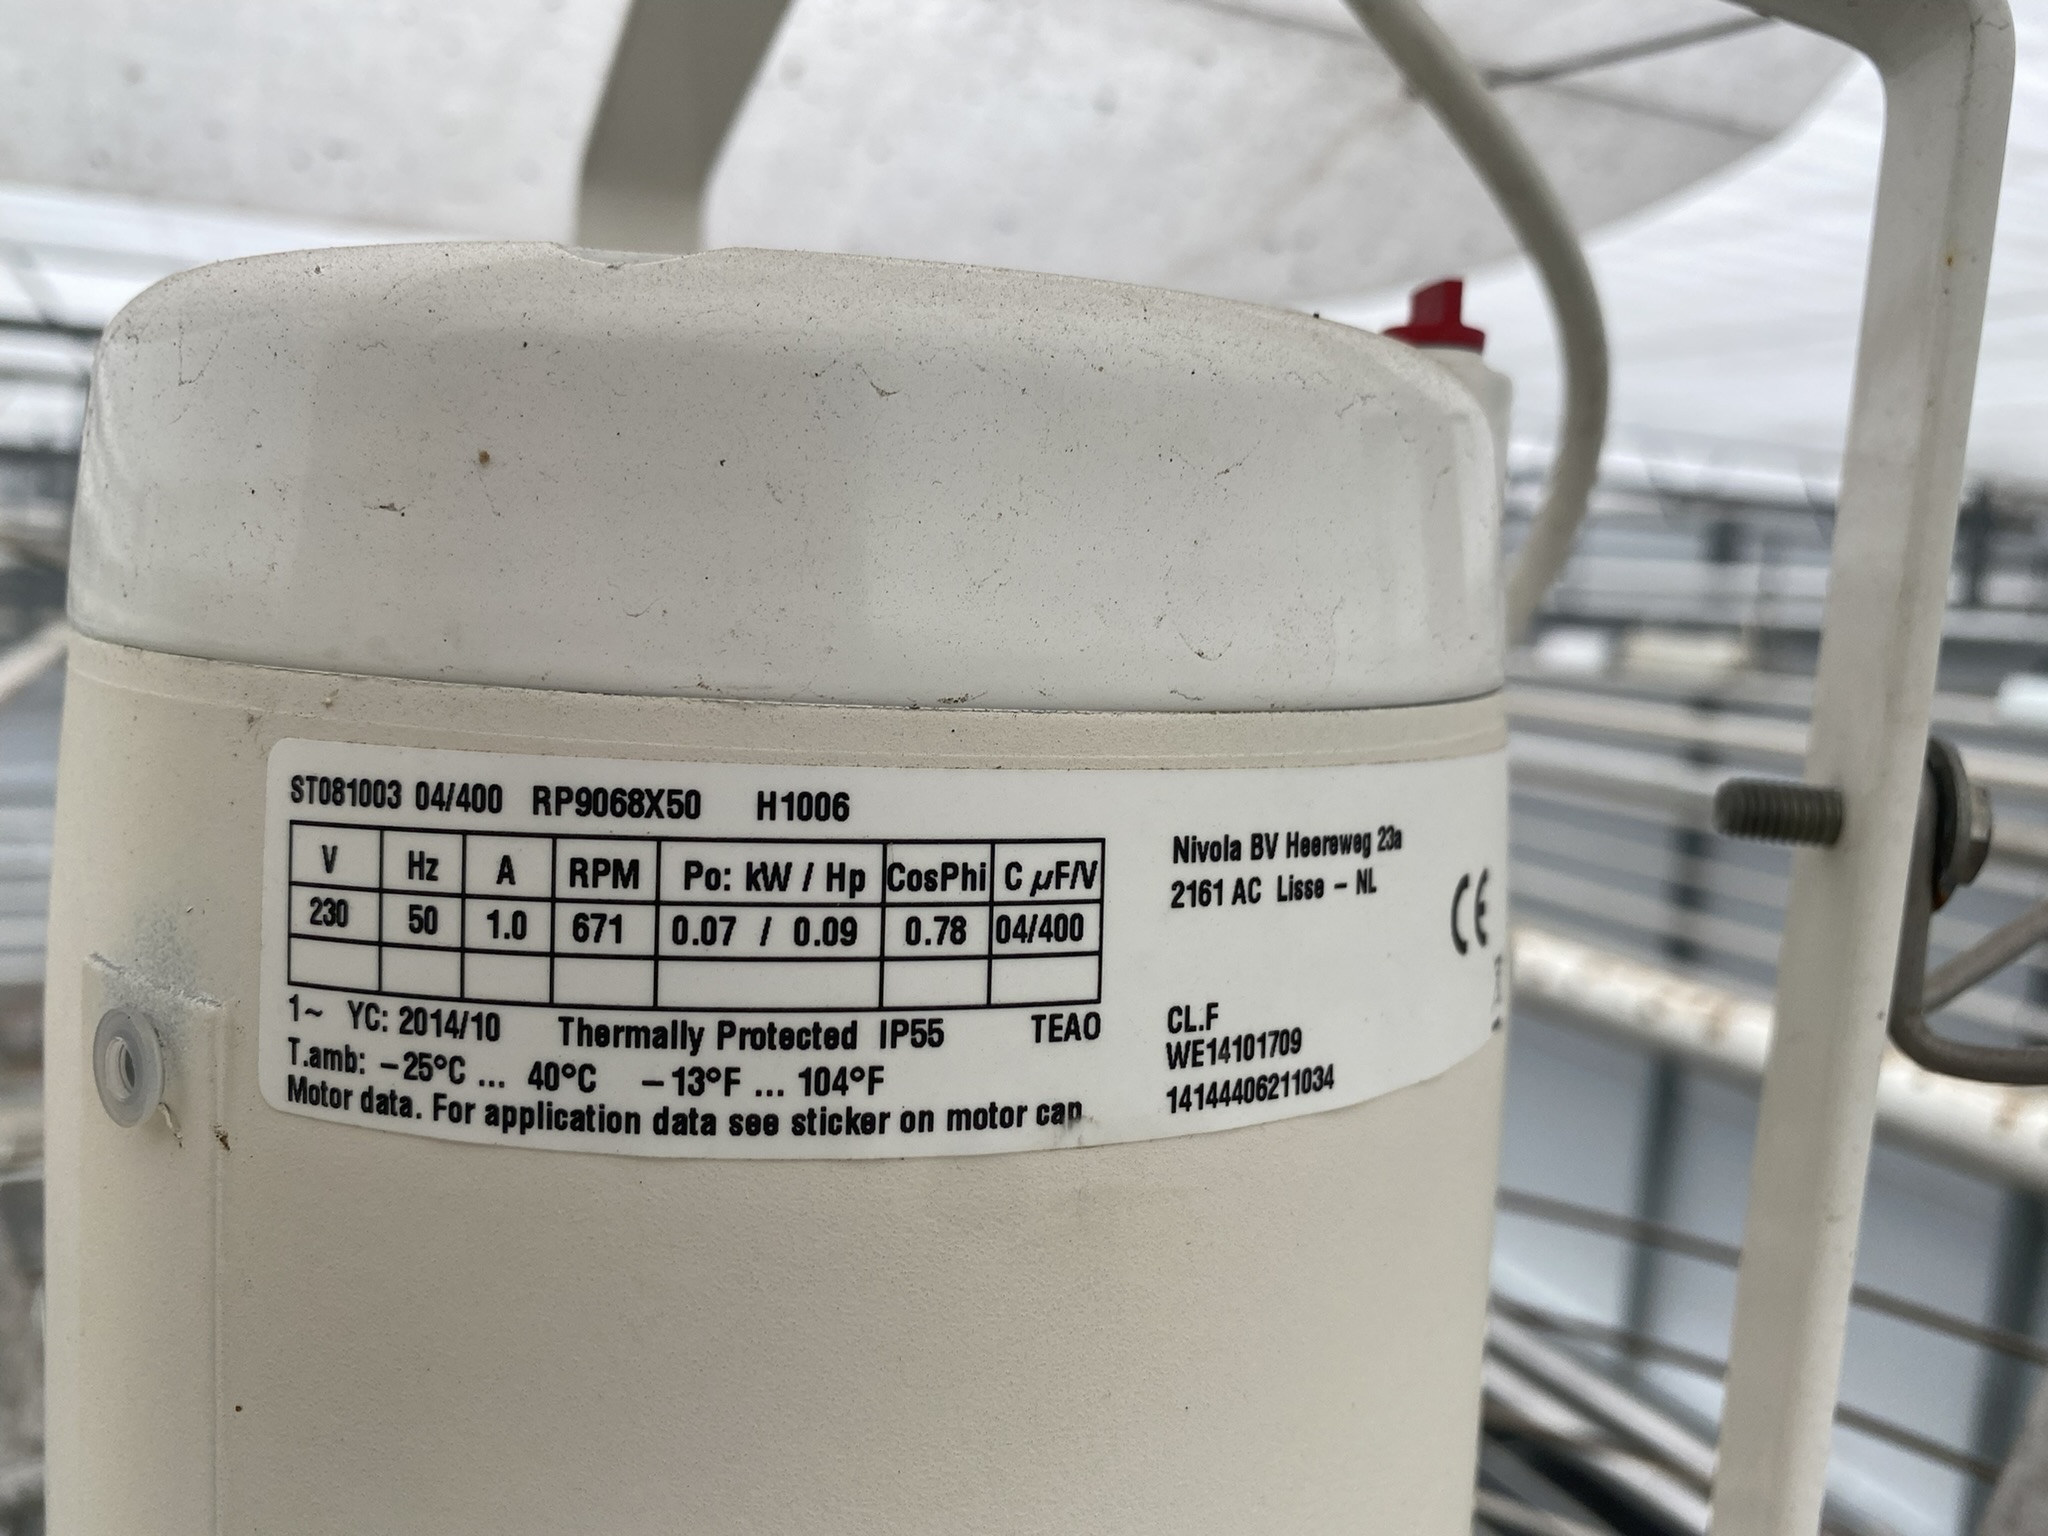 ST081003 04/400 RP9068X50 H1006
V Hz A RPM Po: kW / Hp CosPhi C µF/V
230 50 1.0 671 0.07 / 0.09 0.78 04/400
1~ YC: 2014/10 Thermally Protected IP55 TEAO
T.amb: -25°C ... 40°C -13°F ... 104°F
Motor data. For application data see sticker on motor cap
Nivola BV Heereweg 23a
2161 AC Lisse - NL
CE
CL.F
WE14101709
14144406211034